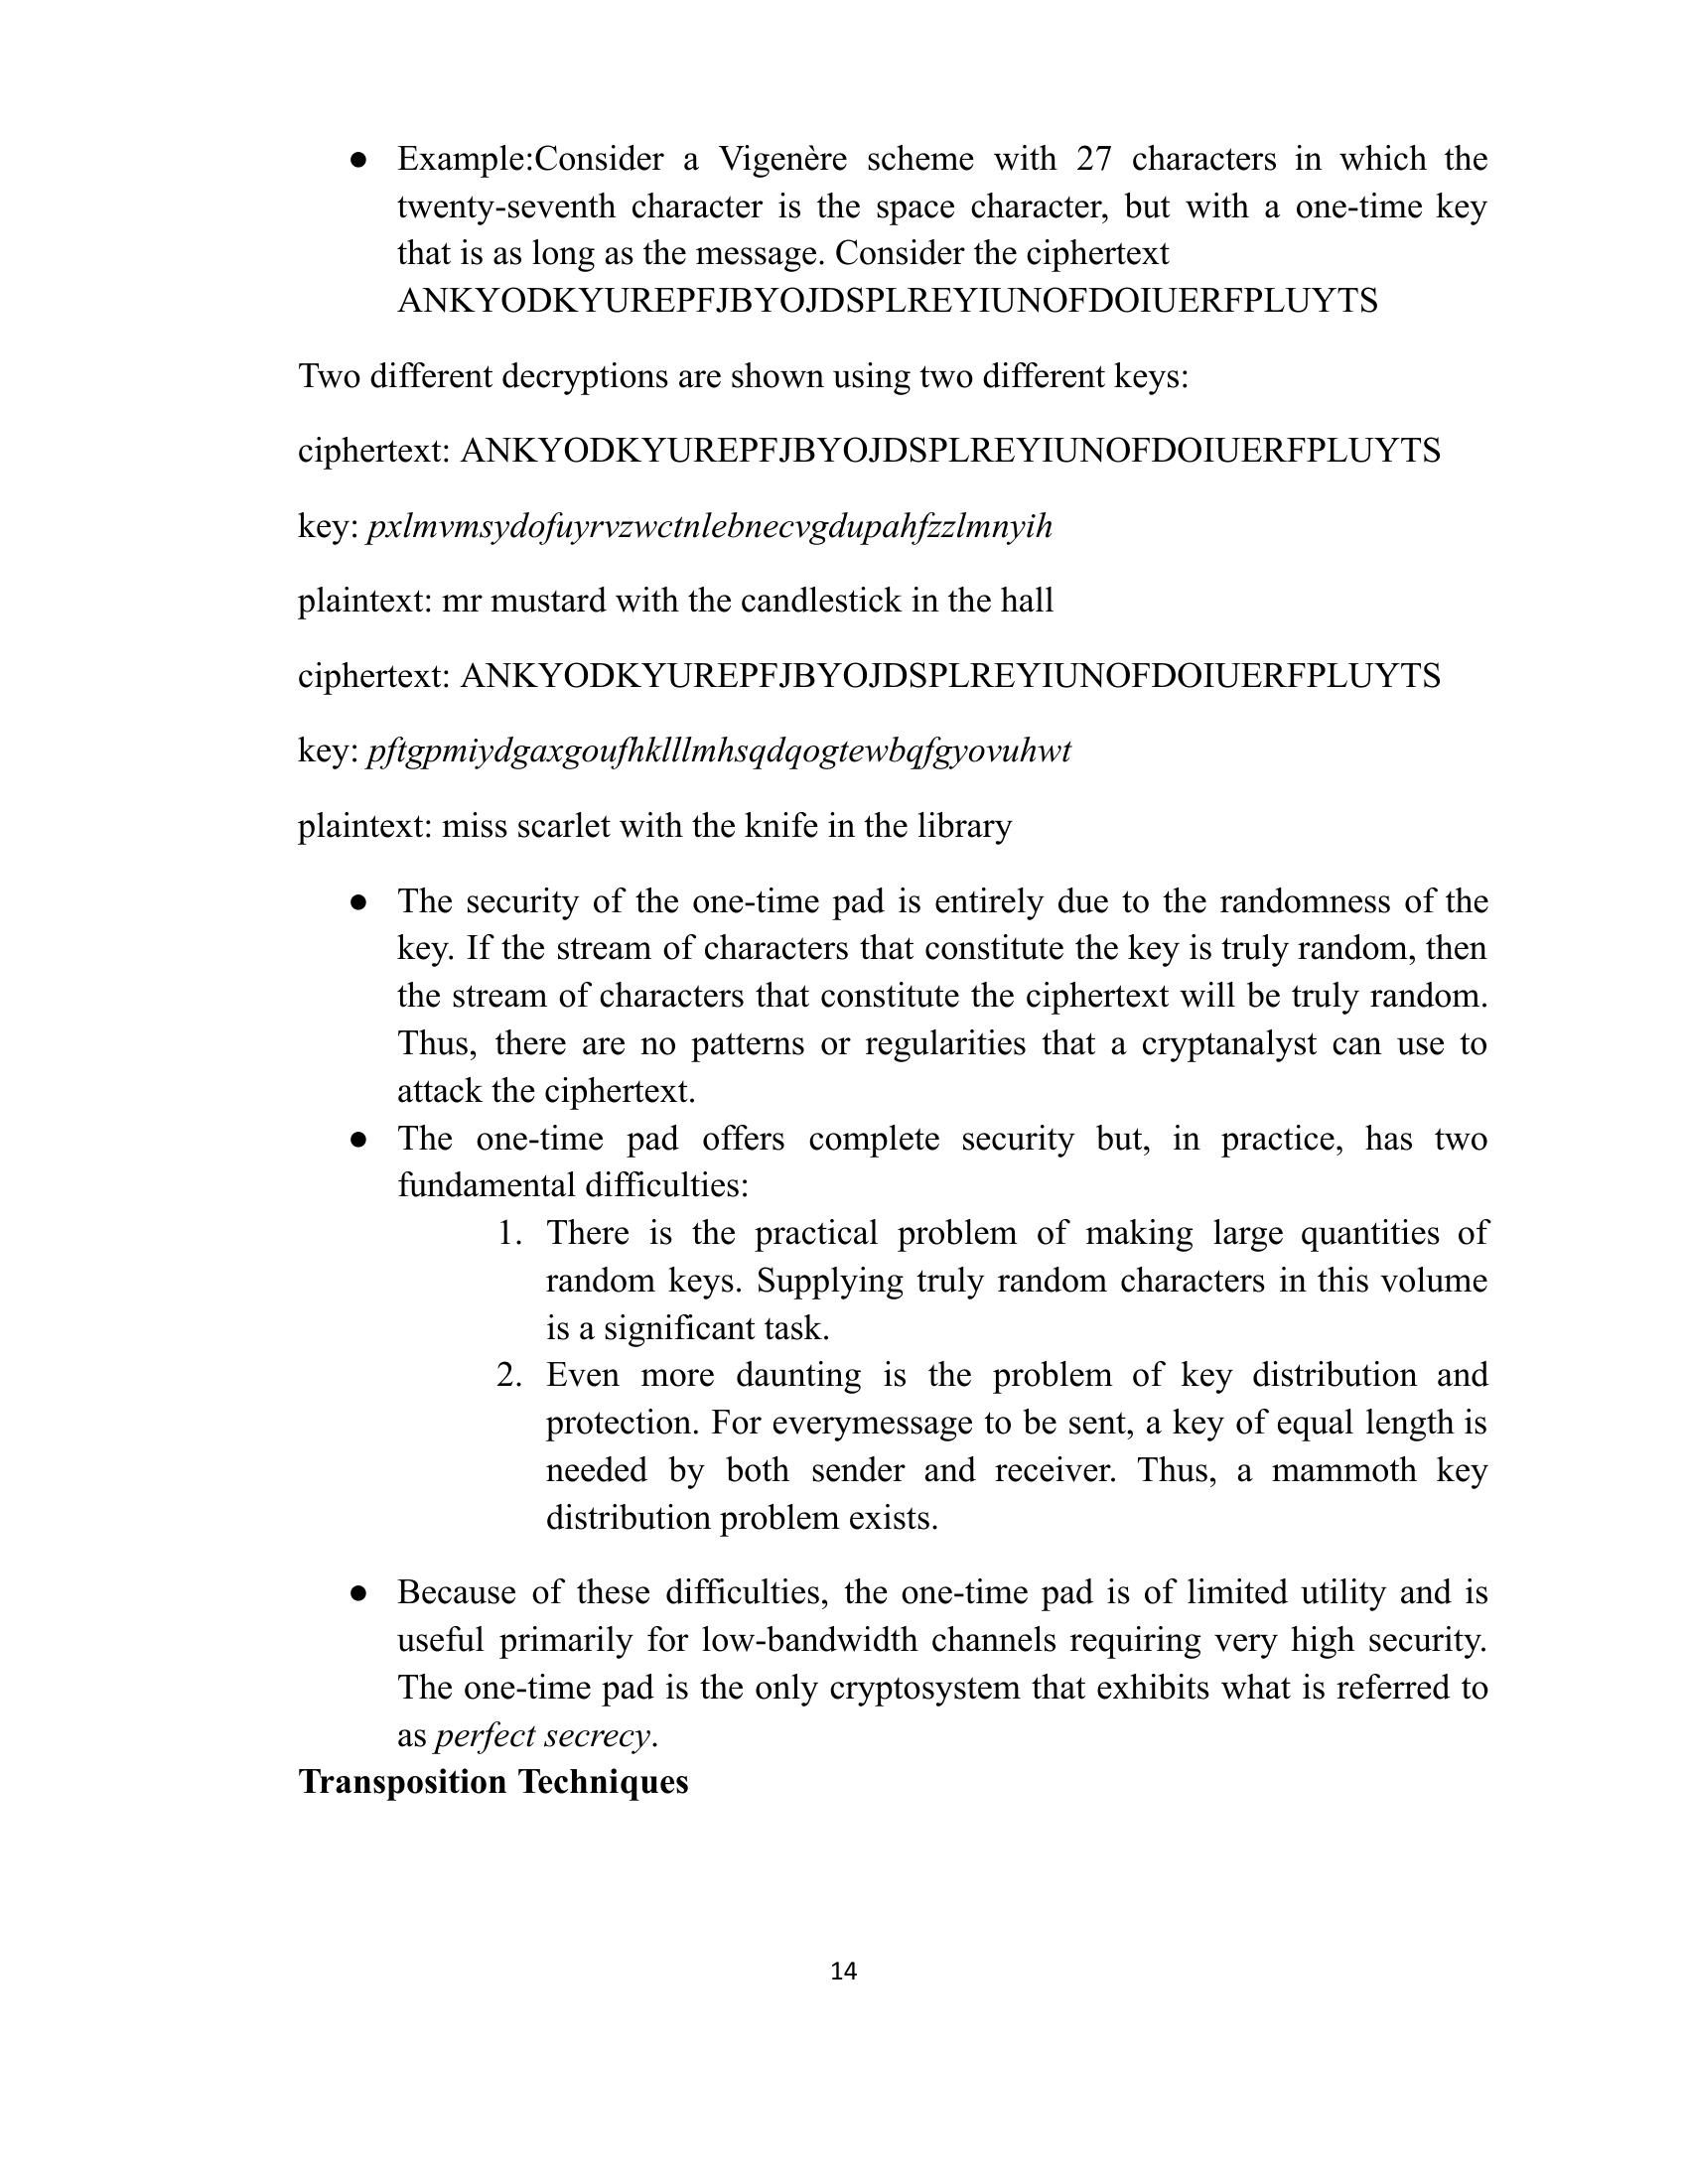 ● Example:Consider a Vigenère scheme with 27 characters in which the
twenty-seventh character is the space character, but with a one-time key
that is as long as the message. Consider the ciphertext
ANKYODKYUREPFJBYOJDSPLREYIUNOFDOIUERFPLUYTS
Two different decryptions are shown using two different keys:
ciphertext: ANKYODKYUREPFJBYOJDSPLREYIUNOFDOIUERFPLUYTS
key: pxlmvmsydofuyrvzwctnlebnecvgdupahfzzlmnyih
plaintext: mr mustard with the candlestick in the hall
ciphertext: ANKYODKYUREPFJBYOJDSPLREYIUNOFDOIUERFPLUYTS
key: pftgpmiydgaxgoufhklllmhsqdqogtewbqfgyovuhwt
plaintext: miss scarlet with the knife in the library
● The security of the one-time pad is entirely due to the randomness of the
key. If the stream of characters that constitute the key is truly random, then
the stream of characters that constitute the ciphertext will be truly random.
Thus, there are no patterns or regularities that a cryptanalyst can use to
attack the ciphertext.
● The one-time pad offers complete security but, in practice, has two
fundamental difficulties:
1. There is the practical problem of making large quantities of
random keys. Supplying truly random characters in this volume
is a significant task.
2. Even more daunting is the problem of key distribution and
protection. For everymessage to be sent, a key of equal length is
needed by both sender and receiver. Thus, a mammoth key
distribution problem exists.
● Because of these difficulties, the one-time pad is of limited utility and is
useful primarily for low-bandwidth channels requiring very high security.
The one-time pad is the only cryptosystem that exhibits what is referred to
as perfect secrecy.
Transposition Techniques
14